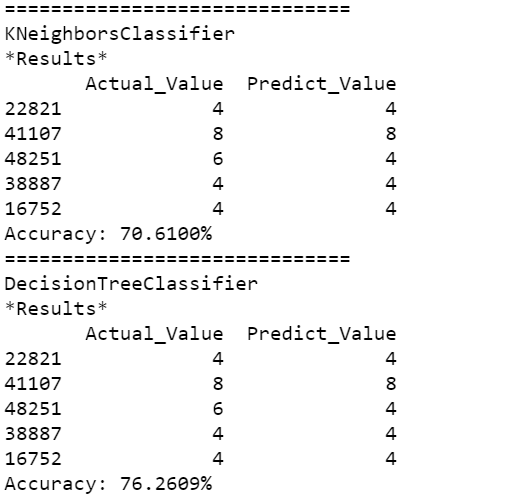 ==============================
KNeighborsClassifier
*Results*
       Actual_Value  Predict_Value
22821             4              4
41107             8              8
48251             6              4
38887             4              4
16752             4              4
Accuracy: 70.6100%
==============================
DecisionTreeClassifier
*Results*
       Actual_Value  Predict_Value
22821             4              4
41107             8              8
48251             6              4
38887             4              4
16752             4              4
Accuracy: 76.2609%